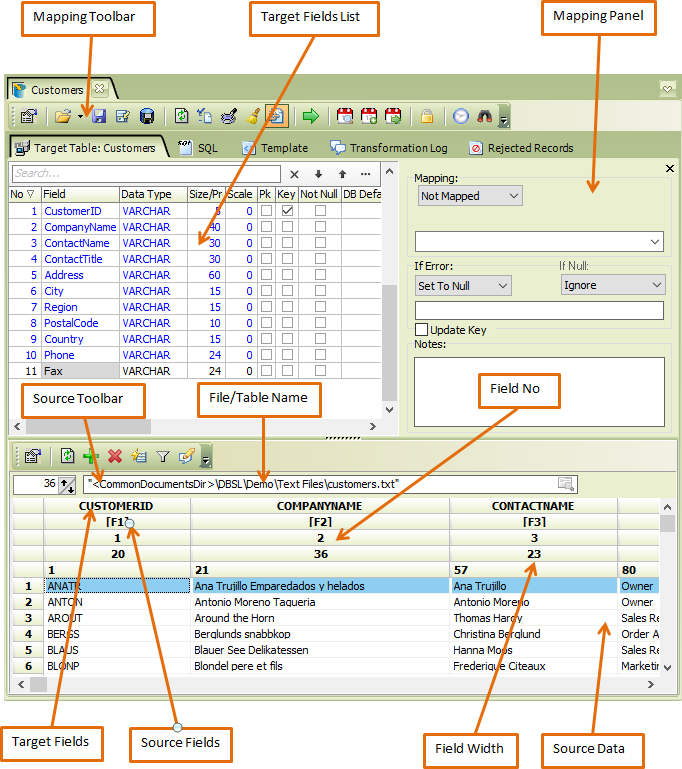 Mapping Toolbar
Target Fields List
Mapping Panel
Customers
Target Table: Customers
SQL
Template
Transformation Log
Rejected Records
Search...
No Field Data Type Size/Pr Scale Pk Key Not Null DB Defa
1 CustomerID VARCHAR 5 0
2 CompanyName VARCHAR 40 0
3 ContactName VARCHAR 30 0
4 ContactTitle VARCHAR 30 0
5 Address VARCHAR 60 0
6 City VARCHAR 15 0
7 Region VARCHAR 15 0
8 PostalCode VARCHAR 10 0
9 Country VARCHAR 15 0
10 Phone VARCHAR 24 0
11 Fax VARCHAR 24 0
Mapping:
Not Mapped
If Error:
If Null:
Set To Null
Ignore
Update Key
Notes:
Source Toolbar
File/Table Name
Field No
36
"<CommonDocumentsDir>\DBSL\Demo\Text Files\customers.txt"
CUSTOMERID COMPANYNAME CONTACTNAME
[F1] [F2] [F3]
1 2 3
20 36 23
1 21 57 80
1 ANATR Ana Trujillo Emparedados y helados Ana Trujillo Owner
2 ANTON Antonio Moreno Taqueria Antonio Moreno Owner
3 AROUT Around the Horn Thomas Hardy Sales Re
4 BERGS Berglunds snabbkop Christina Berglund Order A
5 BLAUS Blauer See Delikatessen Hanna Moos Sales Re
6 BLONP Blondel pere et fils Frederique Citeaux Marketin
Target Fields
Source Fields
Field Width
Source Data